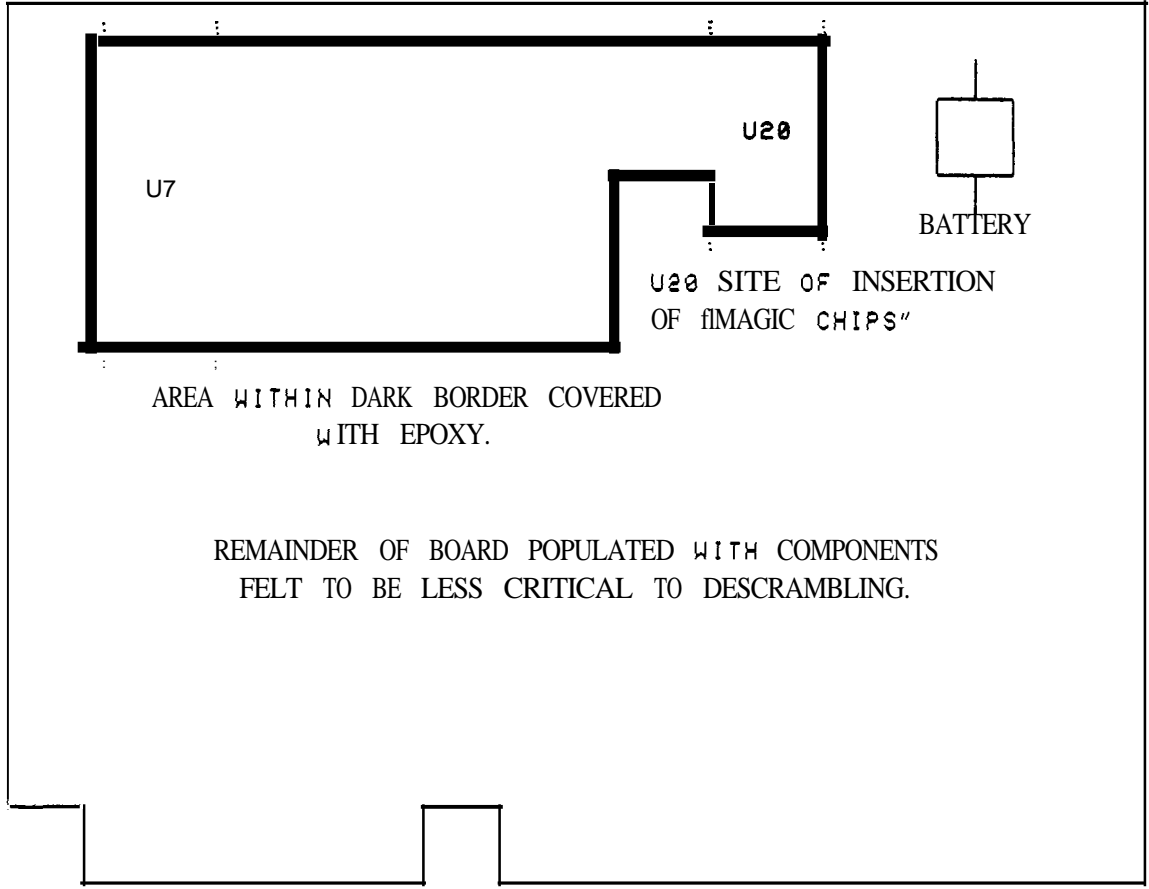 U20
U7
BATTERY
U20 SITE OF INSERTION
OF flMAGIC CHIPS"
AREA WITHIN DARK BORDER COVERED
WITH EPOXY.
REMAINDER OF BOARD POPULATED WITH COMPONENTS
FELT TO BE LESS CRITICAL TO DESCRAMBLING.